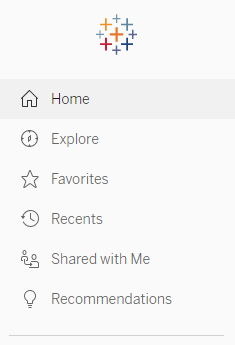 Home
Explore
Favorites
Recents
Shared with Me
Recommendations